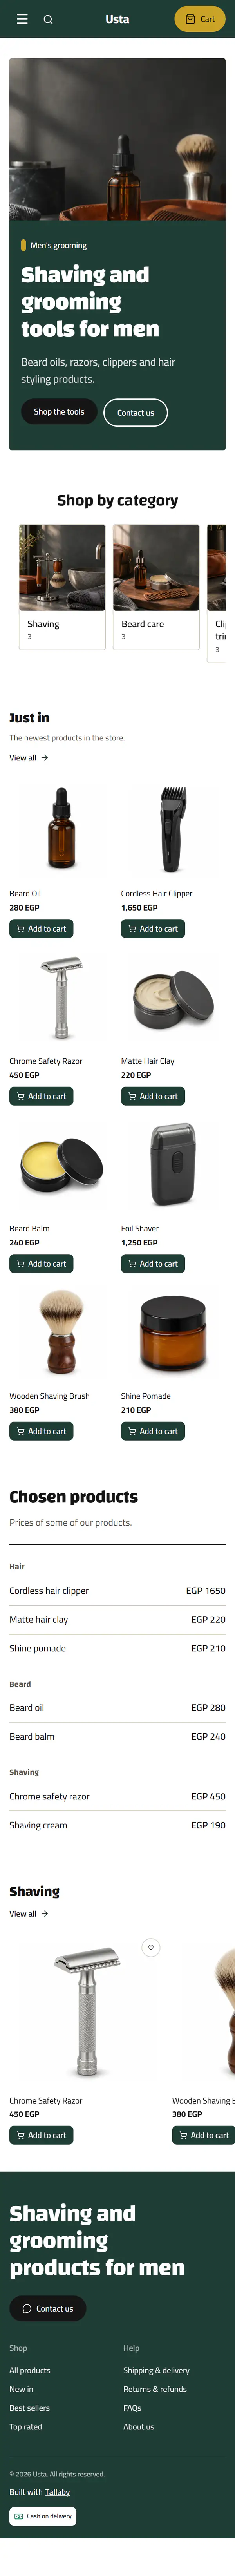 Usta
Cart
Men's grooming
Shaving and
grooming
tools for men
Beard oils, razors, clippers and hair
styling products.
Shop the tools
Contact us
Shop by category
Shaving
3
Beard care
3
3
Just in
The newest products in the store.
View all
Beard Oil
280 EGP
Add to cart
Cordless Hair Clipper
1,650 EGP
Add to cart
Chrome Safety Razor
450 EGP
Add to cart
Matte Hair Clay
220 EGP
Add to cart
Beard Balm
240 EGP
Add to cart
Foil Shaver
1,250 EGP
Add to cart
Wooden Shaving Brush
380 EGP
Add to cart
Shine Pomade
210 EGP
Add to cart
Chosen products
Prices of some of our products.
Hair
Cordless hair clipper EGP 1650
Matte hair clay EGP 220
Shine pomade EGP 210
Beard
Beard oil EGP 280
Beard balm EGP 240
Shaving
Chrome safety razor EGP 450
Shaving cream EGP 190
Shaving
View all
Chrome Safety Razor
450 EGP
Add to cart
Wooden Shaving
380 EGP
Add to cart
Shaving and
grooming
products for men
Contact us
Shop
All products
New in
Best sellers
Top rated
Help
Shipping & delivery
Returns & refunds
FAQs
About us
© 2026 Usta. All rights reserved.
Built with Tallaby
Cash on delivery